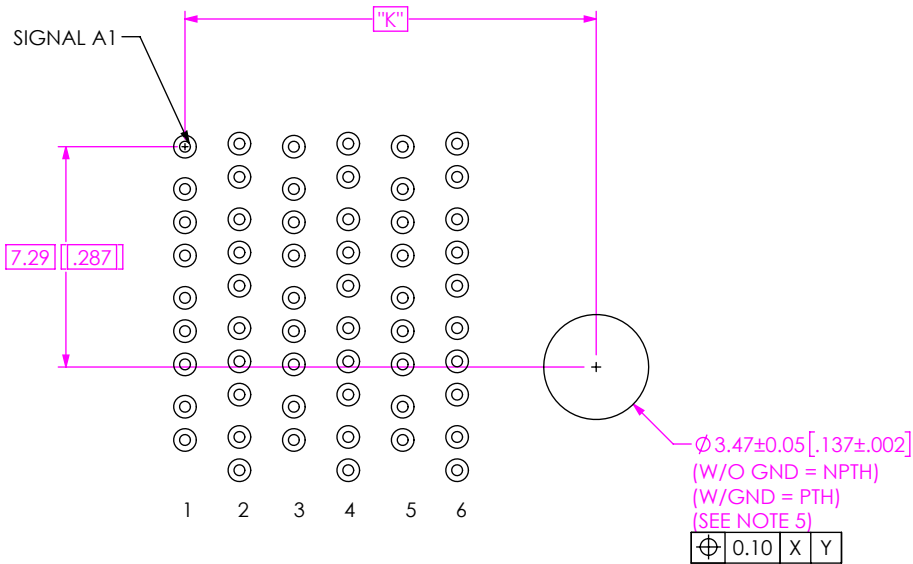 "K"
SIGNAL A1
7.29 [.287]
Ø3.47±0.05[.137±.002]
(W/O GND = NPTH)
(W/GND = PTH)
(SEE NOTE 5)
⌖ 0.10 X Y
1 2 3 4 5 6